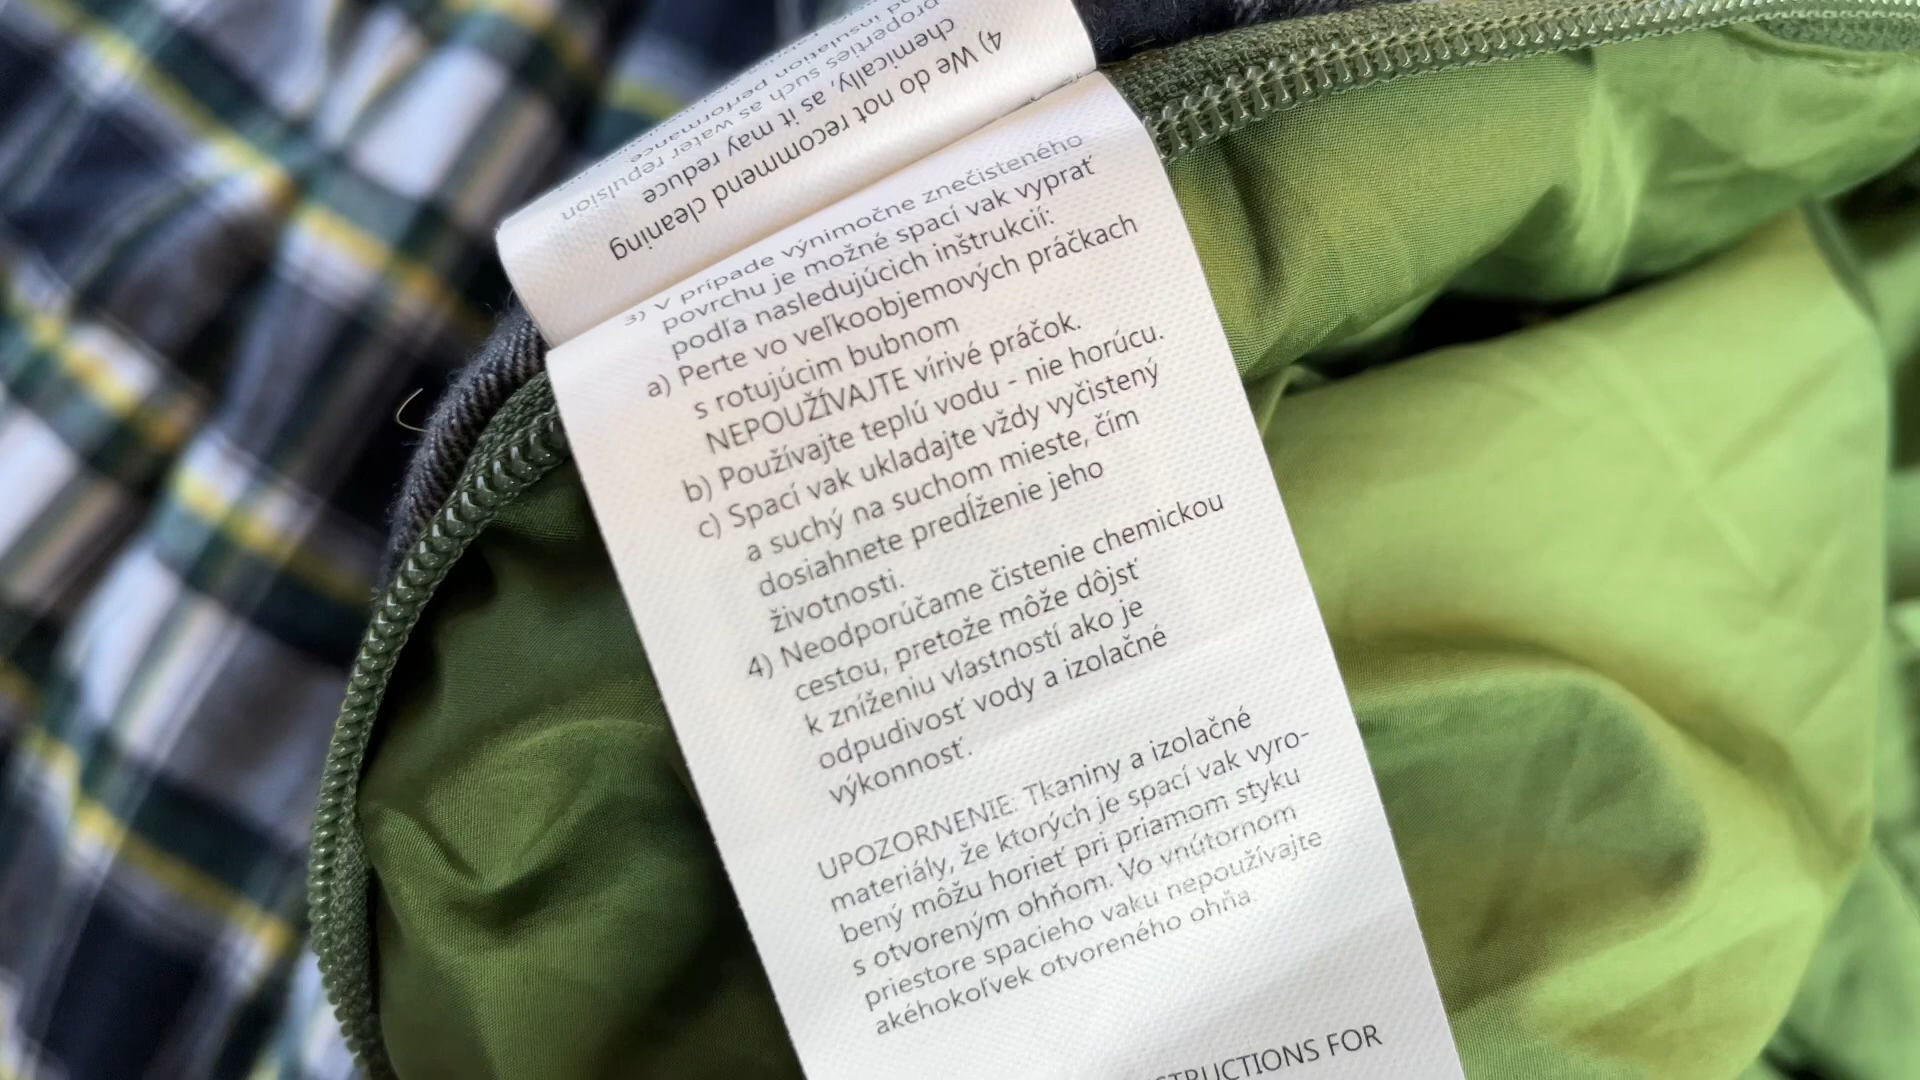 4) We do not recommend cleaning
chemically, as it may reduce
properties such as water repulsion
3) V prípade výnimočne znečisteného
povrchu je možné spací vak vyprať
podľa nasledujúcich inštrukcií:
a) Perte vo veľkoobjemových práčkach
s rotujúcim bubnom
NEPOUŽÍVAJTE vírivé práčok.
b) Používajte teplú vodu - nie horúcu.
c) Spací vak ukladajte vždy vyčistený
a suchý na suchom mieste, čím
dosiahnete predĺženie jeho
životnosti.
4) Neodporúčame čistenie chemickou
cestou, pretože môže dôjsť
k zníženiu vlastností ako je
odpudivosť vody a izolačné
výkonnosť.
UPOZORNENIE: Tkaniny a izolačné
materiály, že ktorých je spací vak vyro-
bený môžu horieť pri priamom styku
s otvoreným ohňom. Vo vnútornom
priestore spacieho vaku nepoužívajte
akéhokoľvek otvoreného ohňa.
STRUCTIONS FOR